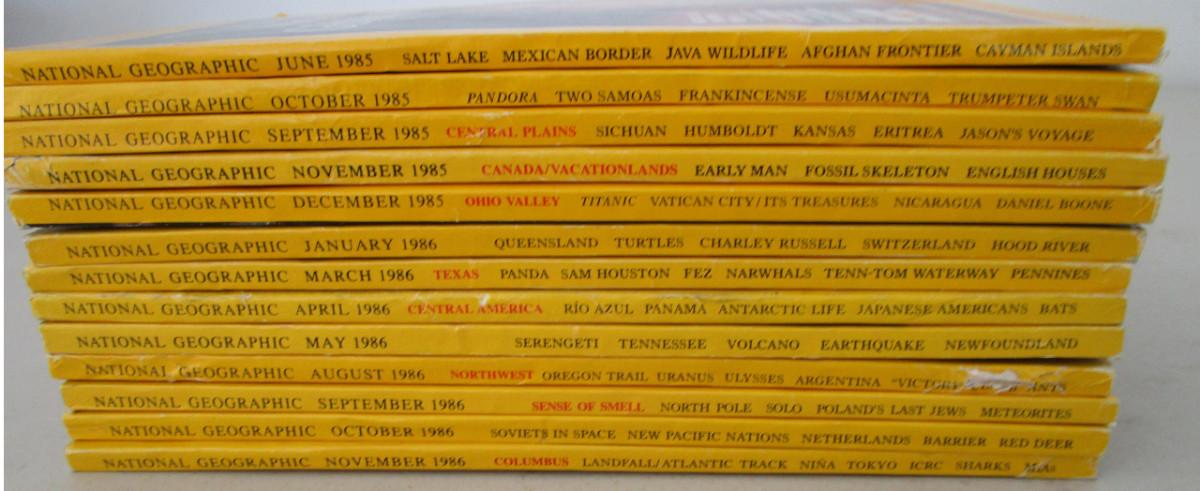 NATIONAL GEOGRAPHIC JUNE 1985 SALT LAKE MEXICAN BORDER JAVA WILDLIFE AFGHAN FRONTIER CAYMAN ISLANDS
NATIONAL GEOGRAPHIC OCTOBER 1985 PANDORA TWO SAMOAS FRANKINCENSE USUMACINTA TRUMPETER SWAN
NATIONAL GEOGRAPHIC SEPTEMBER 1985 CENTRAL PLAINS SICHUAN HUMBOLDT KANSAS ERITREA JASON'S VOYAGE
NATIONAL GEOGRAPHIC NOVEMBER 1985 CANADA/VACATIONLANDS EARLY MAN FOSSIL SKELETON ENGLISH HOUSES
NATIONAL GEOGRAPHIC DECEMBER 1985 OHIO VALLEY TITANIC VATICAN CITY/ITS TREASURES NICARAGUA DANIEL BOONE
NATIONAL GEOGRAPHIC JANUARY 1986 QUEENSLAND TURTLES CHARLEY RUSSELL SWITZERLAND HOOD RIVER
NATIONAL GEOGRAPHIC MARCH 1986 TEXAS PANDA SAM HOUSTON FEZ NARWHALS TENN-TOM WATERWAY PENNINES
NATIONAL GEOGRAPHIC APRIL 1986 CENTRAL AMERICA RÍO AZUL PANAMA ANTARCTIC LIFE JAPANESE AMERICANS BATS
NATIONAL GEOGRAPHIC MAY 1986 SERENGETI TENNESSEE VOLCANO EARTHQUAKE NEWFOUNDLAND
NATIONAL GEOGRAPHIC AUGUST 1986 NORTHWEST OREGON TRAIL URANUS ULYSSES ARGENTINA "VICTORY ANTS
NATIONAL GEOGRAPHIC SEPTEMBER 1986 SENSE OF SMELL NORTH POLE SOLO POLAND'S LAST JEWS METEORITES
NATIONAL GEOGRAPHIC OCTOBER 1986 SOVIETS IN SPACE NEW PACIFIC NATIONS NETHERLANDS BARRIER RED DEER
NATIONAL GEOGRAPHIC NOVEMBER 1986 COLUMBUS LANDFALL/ATLANTIC TRACK NIÑA TOKYO ICRC SHARKS MIAs